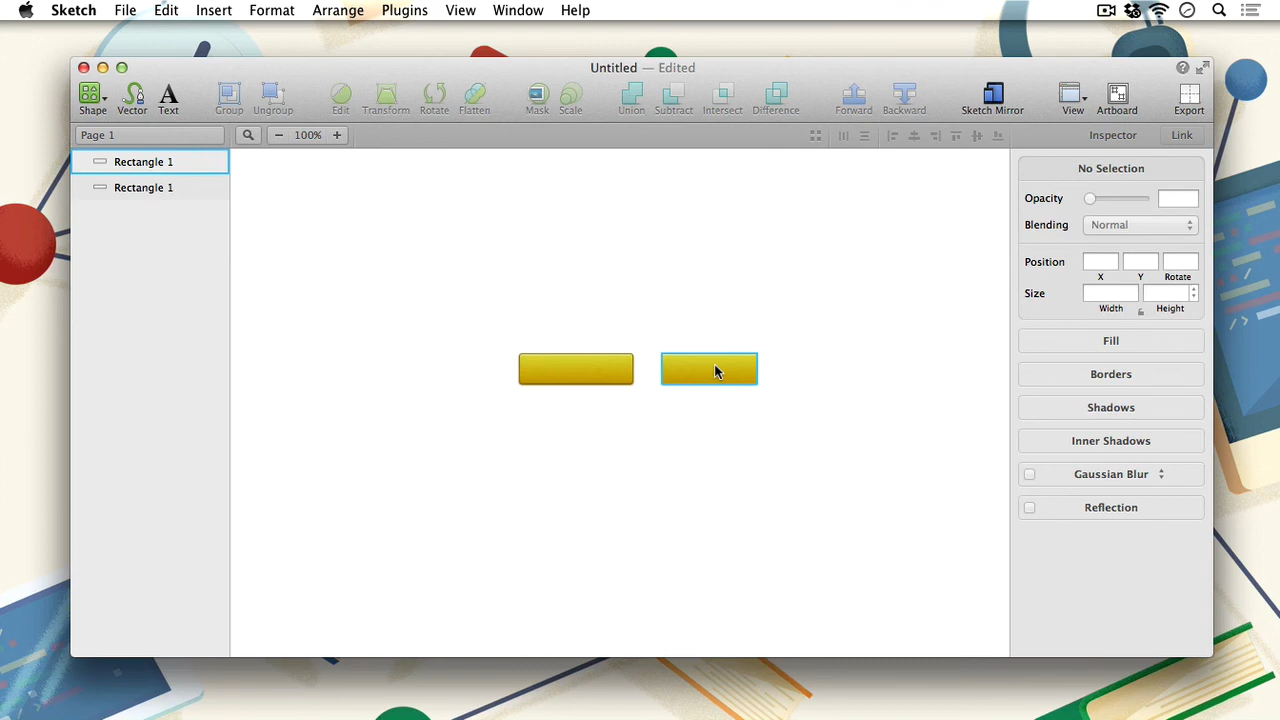 Sketch File Edit Insert Format Arrange Plugins View Window Help
Untitled — Edited
Shape Vector Text Group Ungroup Edit Transform Rotate Flatten Mask Scale Union Subtract Intersect Difference Forward Backward Sketch Mirror View Artboard Export
Page 1 100% Inspector Link
Rectangle 1
Rectangle 1
No Selection
Opacity
Blending Normal
Position
X Y Rotate
Size
Width Height
Fill
Borders
Shadows
Inner Shadows
Gaussian Blur
Reflection